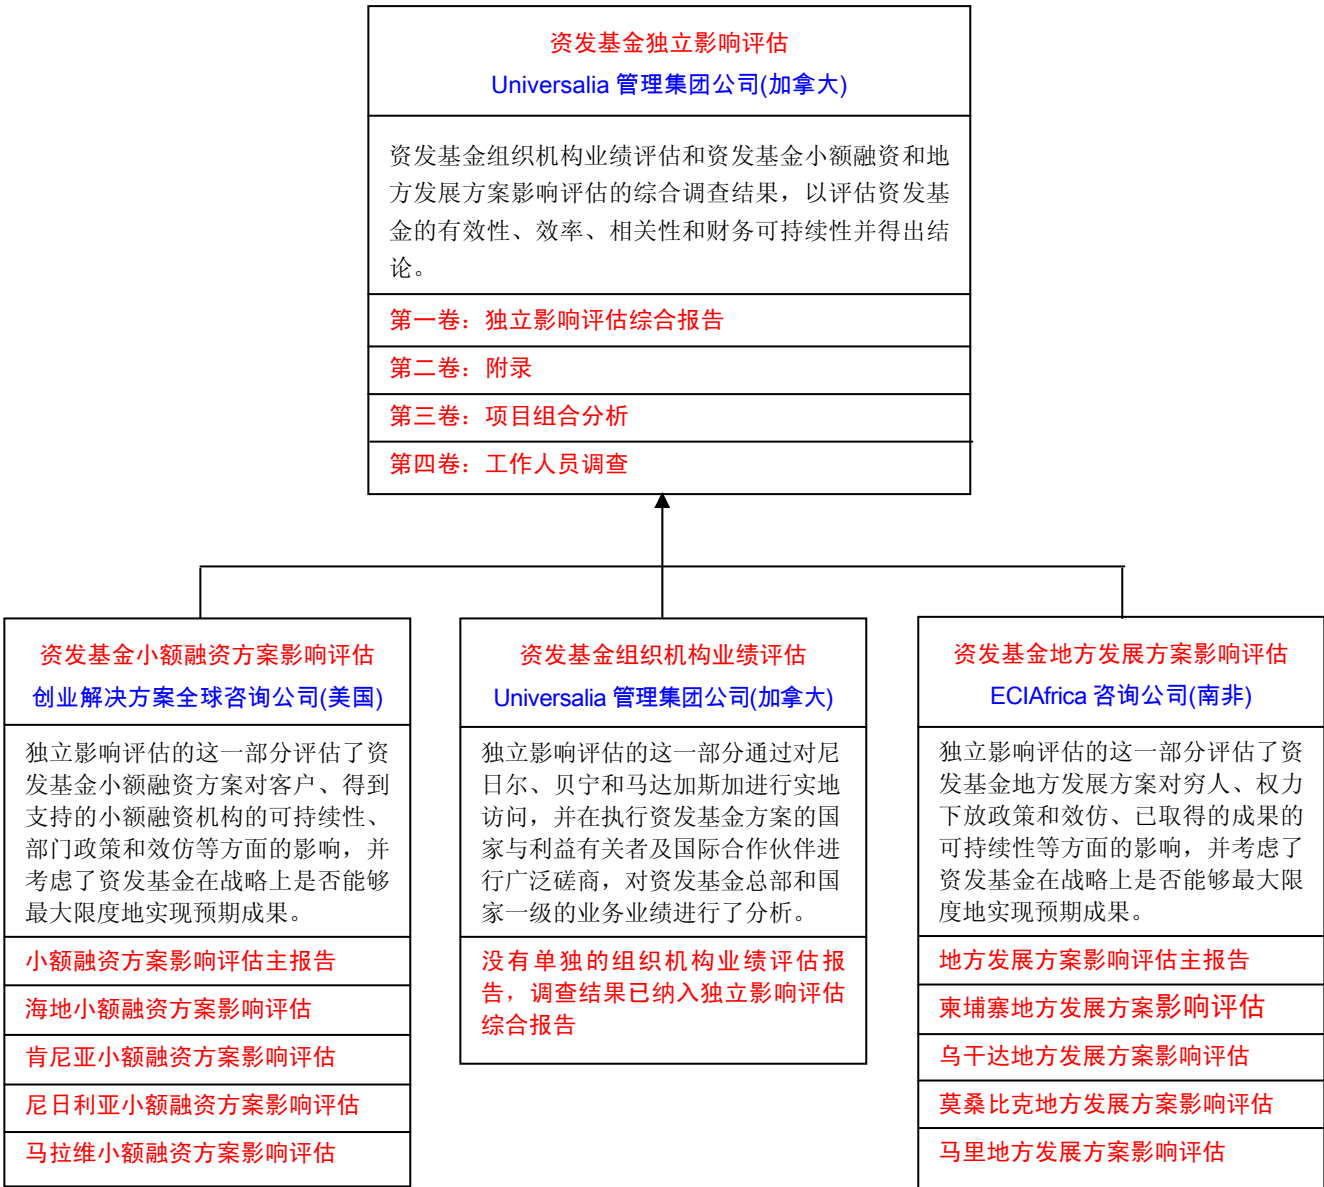 资发基金独立影响评估
Universalia 管理集团公司(加拿大)
资发基金组织机构业绩评估和资发基金小额融资和地
方发展方案影响评估的综合调查结果，以评估资发基
金的有效性、效率、相关性和财务可持续性并得出结
论。
第一卷：独立影响评估综合报告
第二卷：附录
第三卷：项目组合分析
第四卷：工作人员调查
资发基金小额融资方案影响评估
创业解决方案全球咨询公司(美国)
独立影响评估的这一部分评估了资
发基金小额融资方案对客户、得到
支持的小额融资机构的可持续性、
部门政策和效仿等方面的影响，并
考虑了资发基金在战略上是否能够
最大限度地实现预期成果。
小额融资方案影响评估主报告
海地小额融资方案影响评估
肯尼亚小额融资方案影响评估
尼日利亚小额融资方案影响评估
马拉维小额融资方案影响评估
资发基金组织机构业绩评估
Universalia 管理集团公司(加拿大)
独立影响评估的这一部分通过对尼
日尔、贝宁和马达加斯加进行实地
访问，并在执行资发基金方案的国
家与利益有关者及国际合作伙伴进
行广泛磋商，对资发基金总部和国
家一级的业务业绩进行了分析。
没有单独的组织机构业绩评估报
告，调查结果已纳入独立影响评估
综合报告
资发基金地方发展方案影响评估
ECIAfrica 咨询公司(南非)
独立影响评估的这一部分评估了资
发基金地方发展方案对穷人、权力
下放政策和效仿、已取得的成果的
可持续性等方面的影响，并考虑了
资发基金在战略上是否能够最大限
度地实现预期成果。
地方发展方案影响评估主报告
柬埔寨地方发展方案影响评估
乌干达地方发展方案影响评估
莫桑比克地方发展方案影响评估
马里地方发展方案影响评估